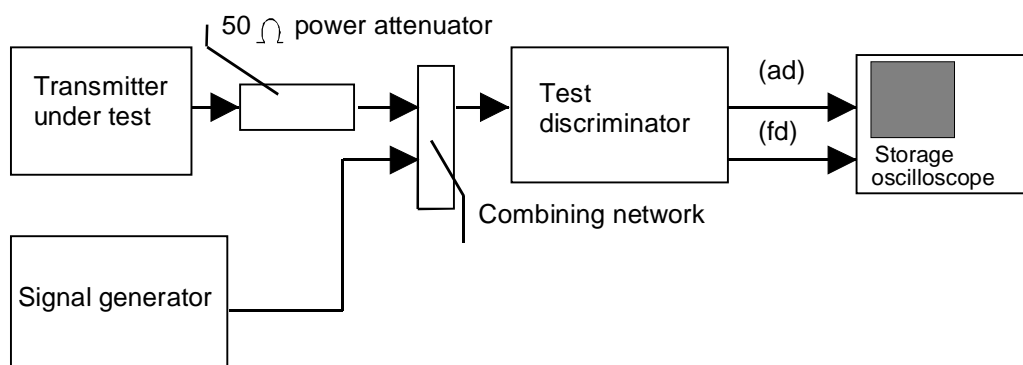 50 Ω power attenuator
Transmitter
under test
Test
discriminator
(ad)
(fd)
Storage
oscilloscope
Combining network
Signal generator